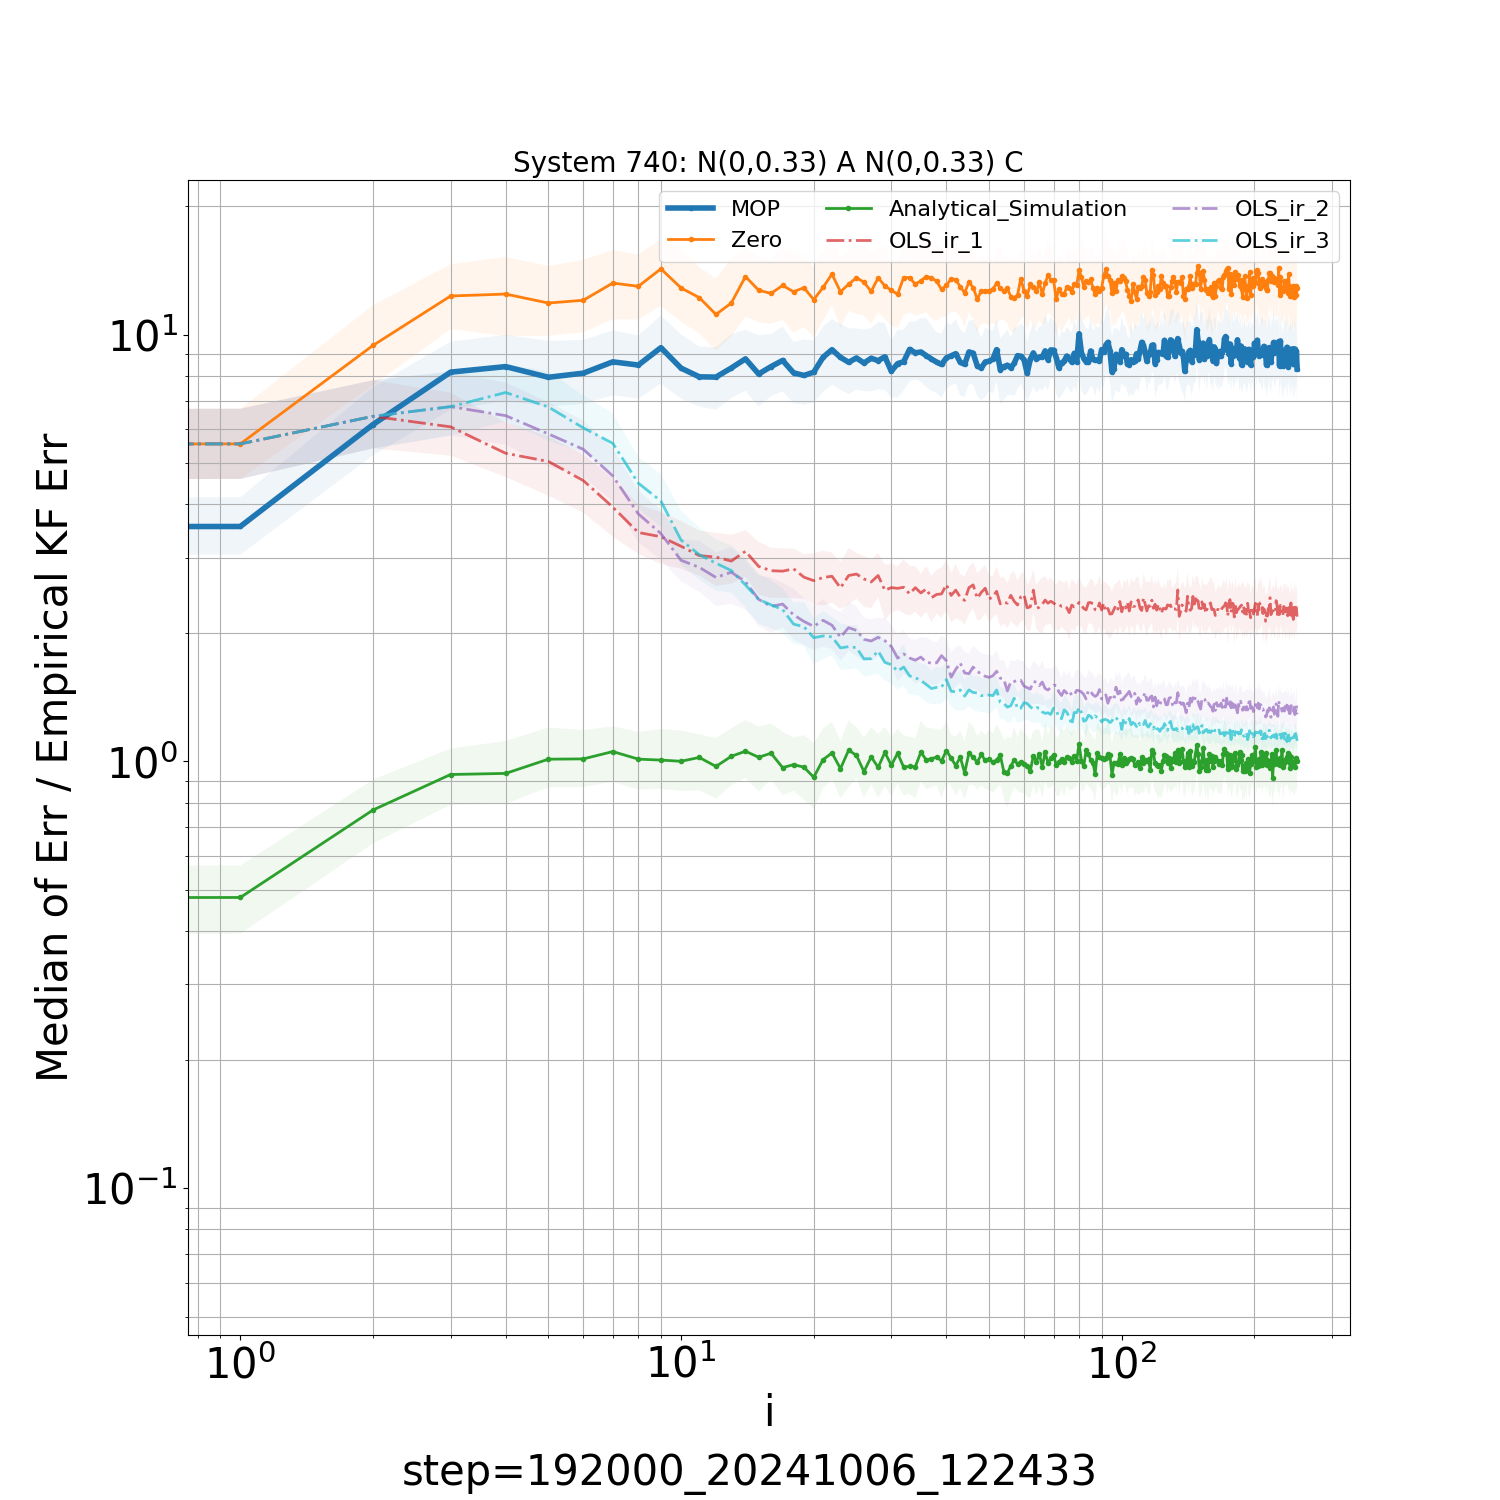 System 740: N(0,0.33) A N(0,0.33) C
MOP
Zero
Analytical_Simulation
OLS_ir_1
OLS_ir_2
OLS_ir_3
Median of Err / Empirical KF Err
10¹
10⁰
10⁻¹
10⁰ 10¹ 10²
i
step=192000_20241006_122433